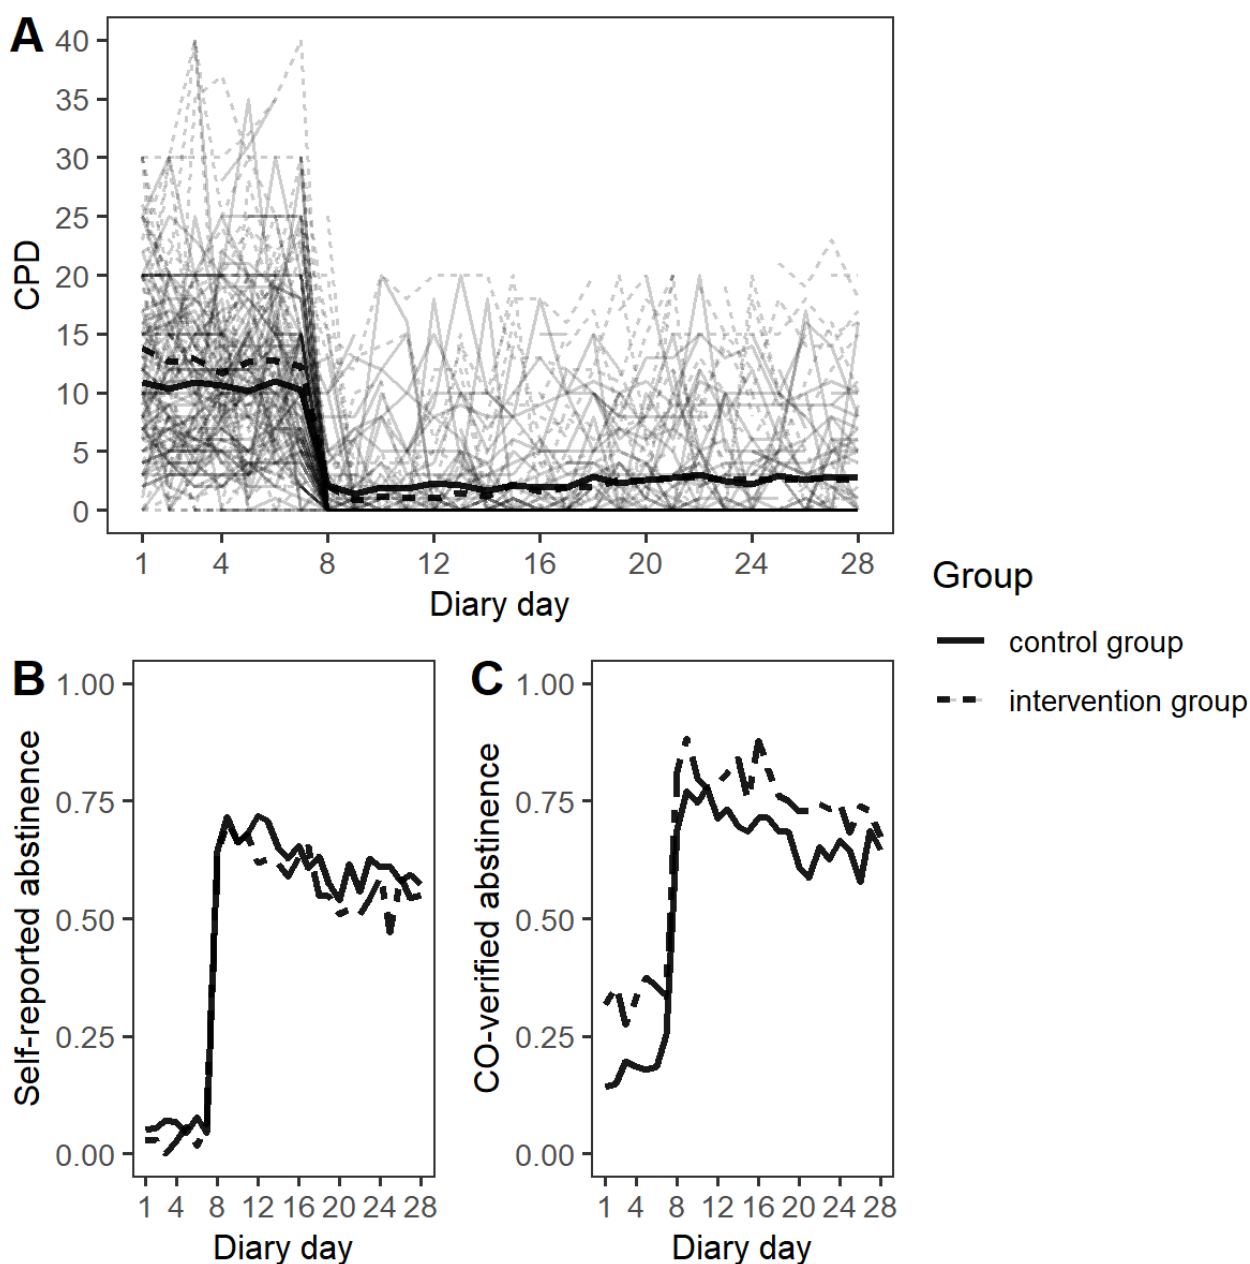 A
40
35
30
25
20
15
10
5
0
CPD
1 4 8 12 16 20 24 28
Diary day
Group
control group
intervention group
B
1.00
0.75
0.50
0.25
0.00
Self-reported abstinence
1 4 8 12 16 20 24 28
Diary day
C
1.00
0.75
0.50
0.25
0.00
CO-verified abstinence
1 4 8 12 16 20 24 28
Diary day